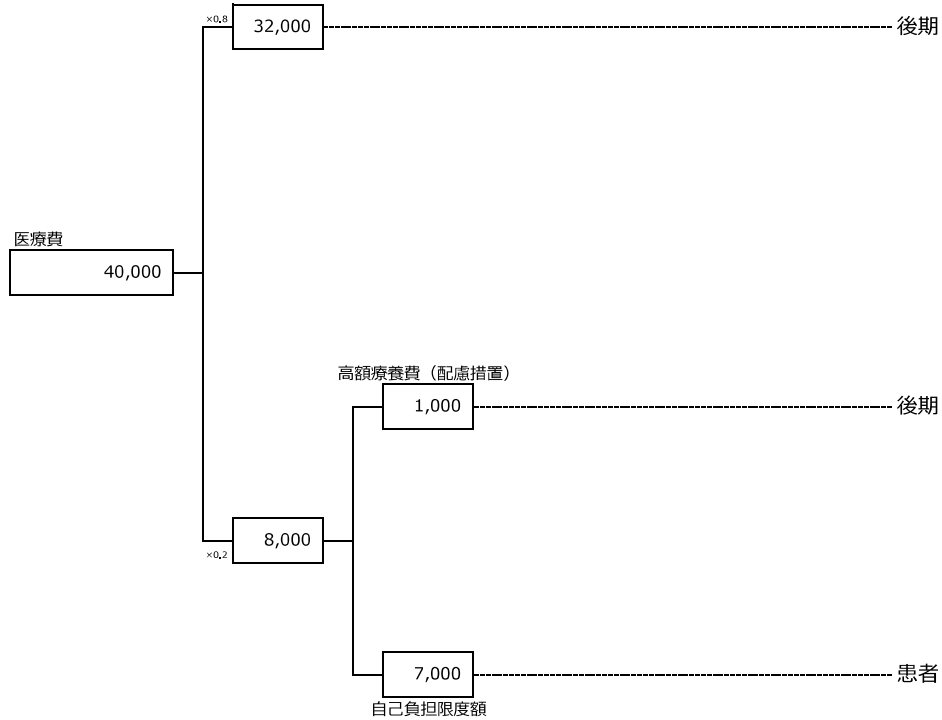 ×0.8
32,000
後期
医療費
40,000
高額療養費（配慮措置）
1,000
後期
8,000
×0.2
7,000
患者
自己負担限度額